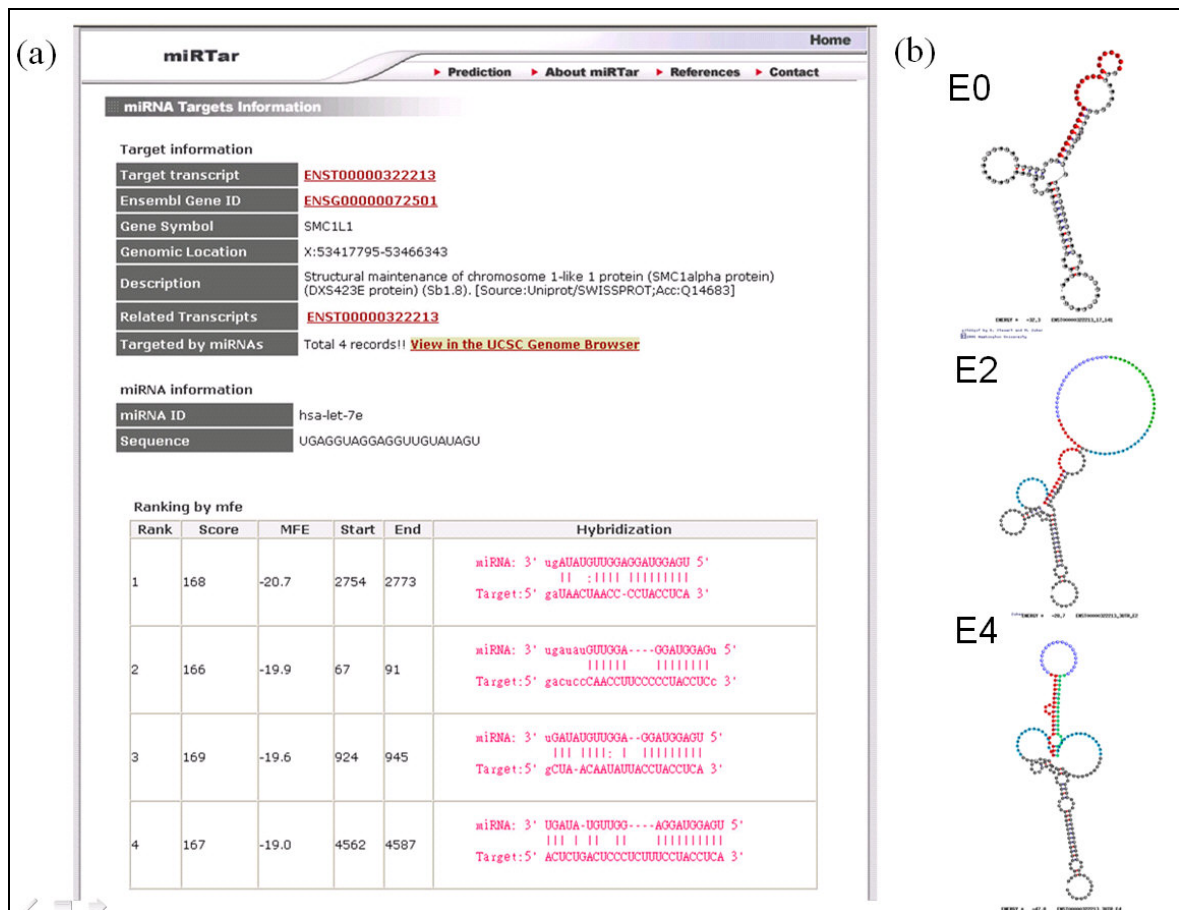 (a)
miRTar
Home
Prediction About miRTar References Contact
miRNA Targets Information
Target information
Target transcript ENST00000322213
Ensembl Gene ID ENSG00000072501
Gene Symbol SMC1L1
Genomic Location X:53417795-53466343
Description Structural maintenance of chromosome 1-like 1 protein (SMC1alpha protein)
(DXS423E protein) (Sb1.8). [Source:Uniprot/SWISSPROT;Acc:Q14683]
Related Transcripts ENST00000322213
Targeted by miRNAs Total 4 records!! View in the UCSC Genome Browser
miRNA information
miRNA ID hsa-let-7e
Sequence UGAGGUAGGAGGUUGUAUAGU
Ranking by mfe
Rank Score MFE Start End Hybridization
miRNA: 3' ugAUAUGUUGGAGGAUGGAGU 5'
1 168 -20.7 2754 2773
Target:5' gaUAACUAACC-CCUACCUCA 3'
miRNA: 3' ugauauGUUGGA----GGAUGGAGu 5'
2 166 -19.9 67 91
Target:5' gacuccCAACCUUCCCCCUACCUCc 3'
miRNA: 3' uGAUAUGUUGGA--GGAUGGAGU 5'
3 169 -19.6 924 945
Target:5' gCUA-ACAAUAUUACCUACCUCA 3'
miRNA: 3' UGAUA-UGUUGG----AGGAUGGAGU 5'
4 167 -19.0 4562 4587
Target:5' ACUCUGACUCCCUCUUUCCUACCUCA 3'
(b)
E0
ENERGY = -32.3
E2
E4